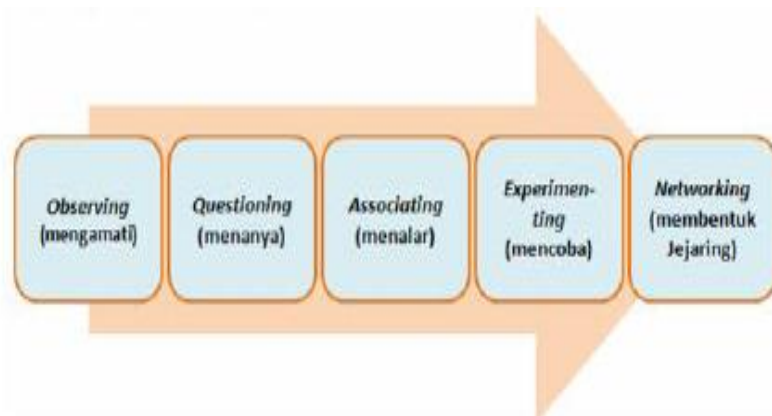 Observing
(mengamati)
Questioning
(menanya)
Associating
(menalar)
Experimen-
ting
(mencoba)
Networking
(membentuk
Jejaring)